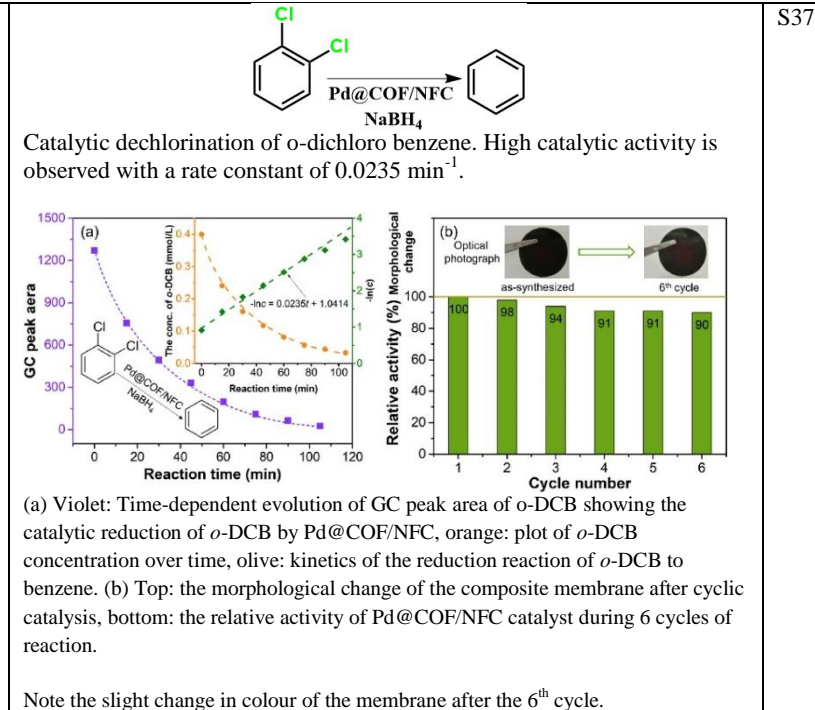 S37
Cl
Cl
Pd@COF/NFC
NaBH4
Catalytic dechlorination of o-dichloro benzene. High catalytic activity is
observed with a rate constant of 0.0235 min-1.
(a)
GC peak aera
1500
1200
900
600
300
0
0 20 40 60 80 100 120
Reaction time (min)
Cl
Cl
Pd@COF/NFC
NaBH4
The conc. of o-DCB (mmol/L)
0.4
0.3
0.2
0.1
0.0
-lnc = 0.0235t + 1.0414
0 20 40 60 80 100
Reaction time (min)
4
3
2
1
0
-ln(c)
(b)
Morphological
change
Optical
photograph
as-synthesized
6th cycle
Relative activity (%)
100
80
60
40
20
0
100 98 94 91 91 90
1 2 3 4 5 6
Cycle number
(a) Violet: Time-dependent evolution of GC peak area of o-DCB showing the
catalytic reduction of o-DCB by Pd@COF/NFC, orange: plot of o-DCB
concentration over time, olive: kinetics of the reduction reaction of o-DCB to
benzene. (b) Top: the morphological change of the composite membrane after cyclic
catalysis, bottom: the relative activity of Pd@COF/NFC catalyst during 6 cycles of
reaction.
Note the slight change in colour of the membrane after the 6th cycle.